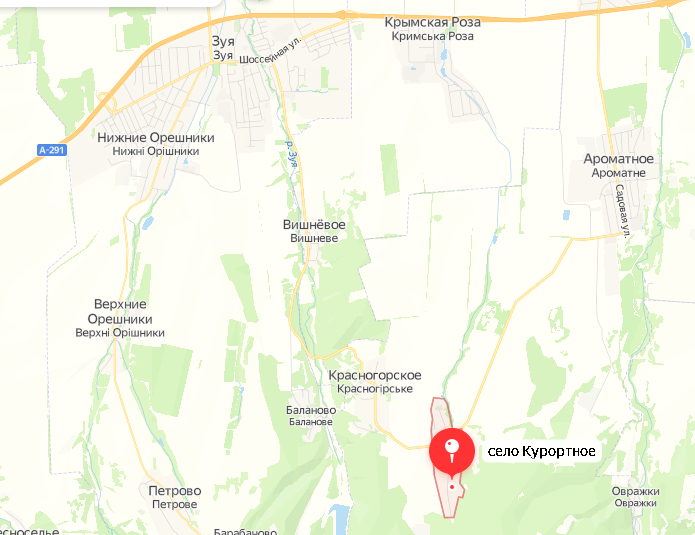 Крымская Роза
Кримська Роза
Зуя
Зуя
Шоссейная ул.
Нижние Орешники
Нижні Орішники
А-291
р. Зуя
Ароматное
Ароматне
Садовая ул.
Вишнёвое
Вишневе
Верхние
Орешники
Верхні Орішники
Красногорское
Красногірське
Баланово
Баланове
село Курортное
Петрово
Петрове
Овражки
Овражки
Барабаново